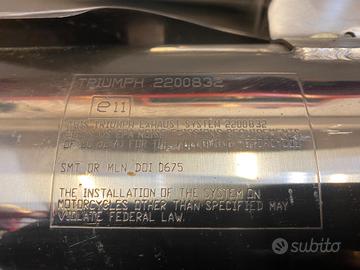 TRIUMPH 2200832
e11
THIS TRIUMPH EXHAUST SYSTEM 2200832
SMT OR MLN DOI D675
THE INSTALLATION OF THE SYSTEM ON
MOTORCYCLES OTHER THAN SPECIFIED MAY
VIOLATE FEDERAL LAW.
subito